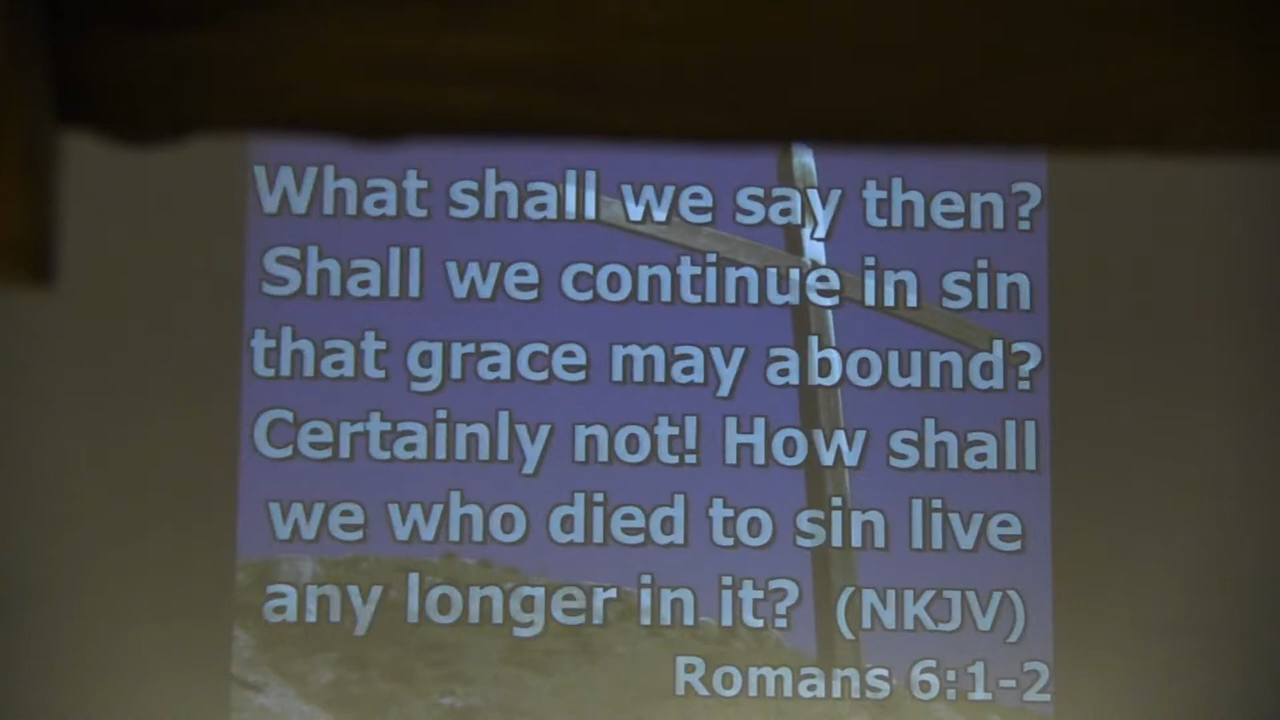 What shall we say then?
Shall we continue in sin
that grace may abound?
Certainly not! How shall
we who died to sin live
any longer in it? (NKJV)
Romans 6:1-2